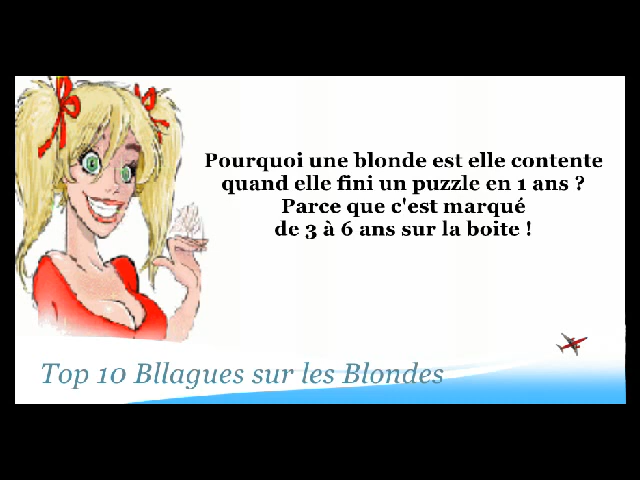 Pourquoi une blonde est elle contente
quand elle fini un puzzle en 1 ans ?
Parce que c'est marqué
de 3 à 6 ans sur la boite !
Top 10 Bllagues sur les Blondes